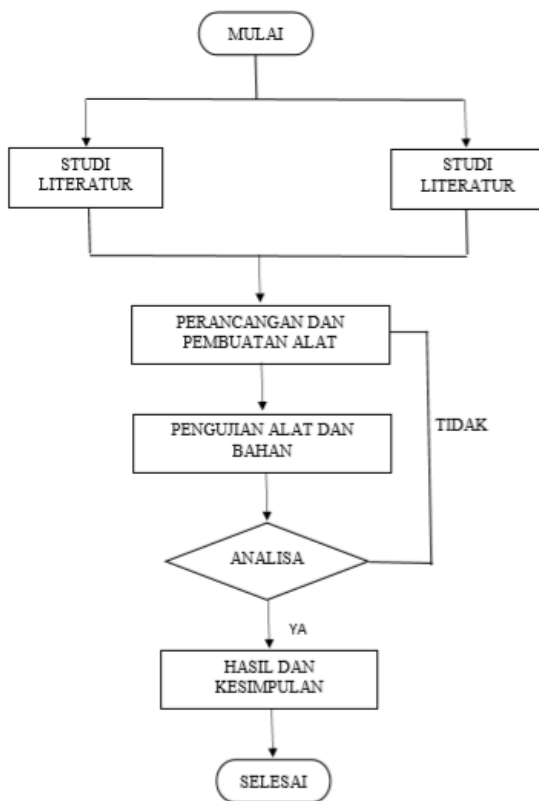 MULAI
STUDI
LITERATUR
STUDI
LITERATUR
PERANCANGAN DAN
PEMBUATAN ALAT
PENGUJIAN ALAT DAN
BAHAN
TIDAK
ANALISA
YA
HASIL DAN
KESIMPULAN
SELESAI